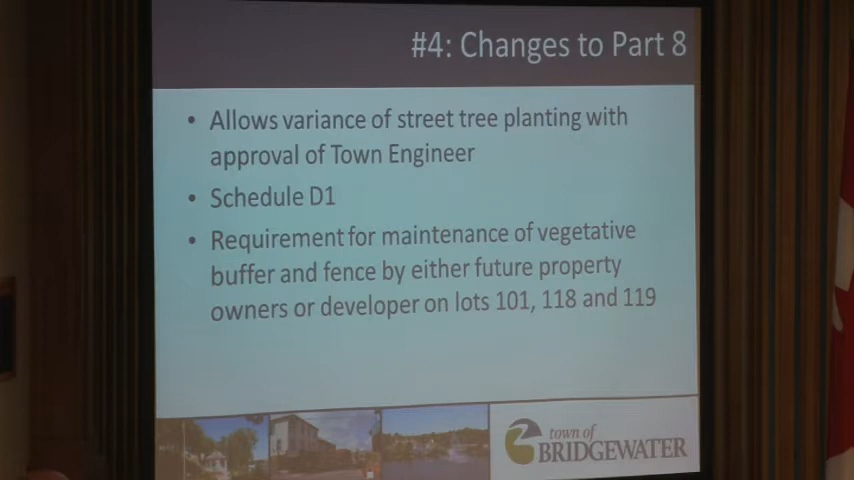 #4: Changes to Part 8
• Allows variance of street tree planting with
approval of Town Engineer
• Schedule D1
• Requirement for maintenance of vegetative
buffer and fence by either future property
owners or developer on lots 101, 118 and 119
town of
BRIDGEWATER